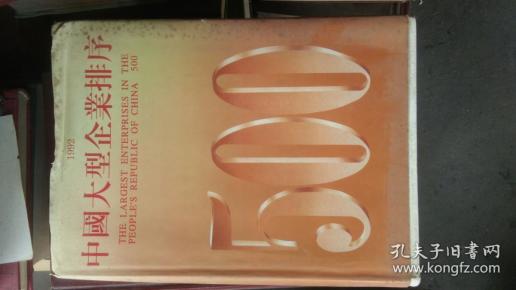 1992
中國大型企業排序
THE LARGEST ENTERPRISES IN THE
PEOPLE'S REPUBLIC OF CHINA 500
500
孔夫子旧书网
www.kongfz.com